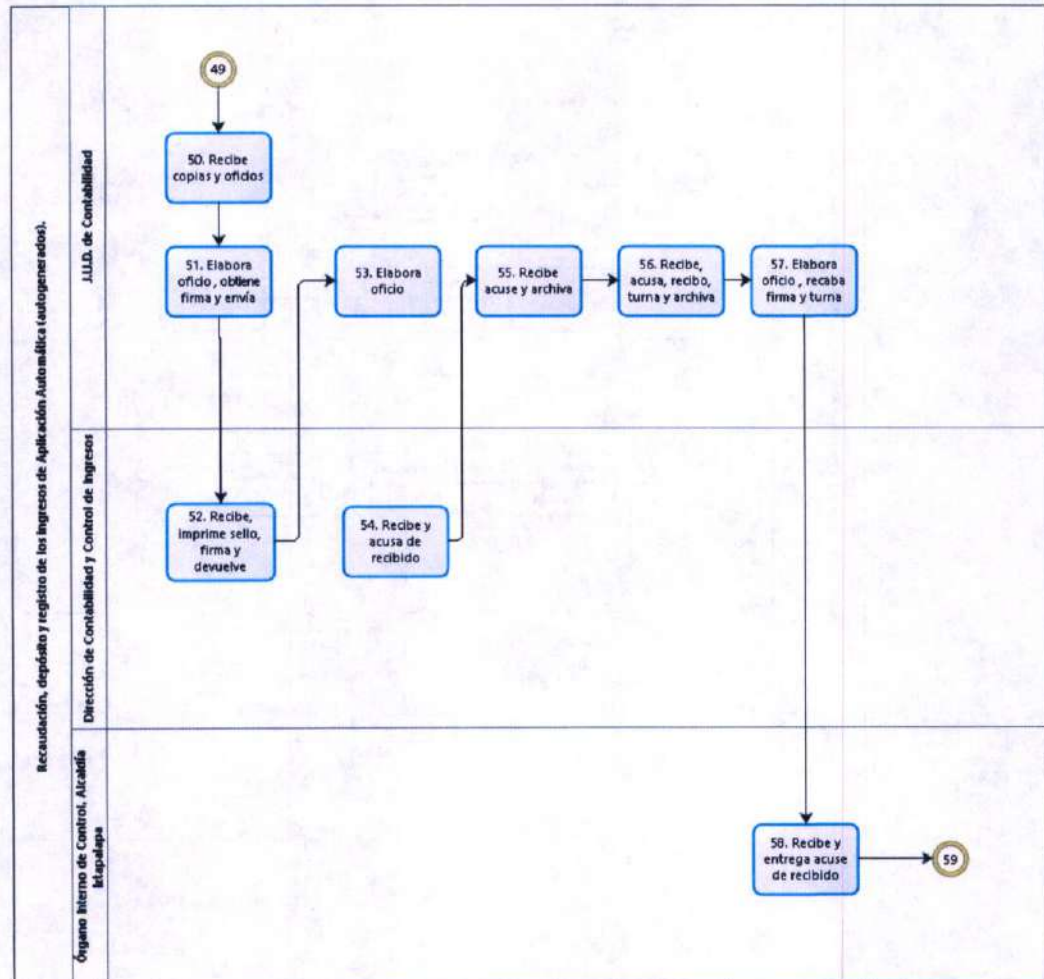 Recaudación, depósito y registro de los Ingresos de Aplicación Automática (autogenerados).
J.U.D. de Contabilidad
49
50. Recibe
copias y oficios
51. Elabora
oficio , obtiene
firma y envía
53. Elabora
oficio
55. Recibe
acuse y archiva
56. Recibe,
acusa, recibo,
turna y archiva
57. Elabora
oficio , recaba
firma y turna
Dirección de Contabilidad y Control de Ingresos
52. Recibe,
imprime sello,
firma y
devuelve
54. Recibe y
acusa de
recibido
Órgano Interno de Control, Alcaldía
Iztapalapa
58. Recibe y
entrega acuse
de recibido
59